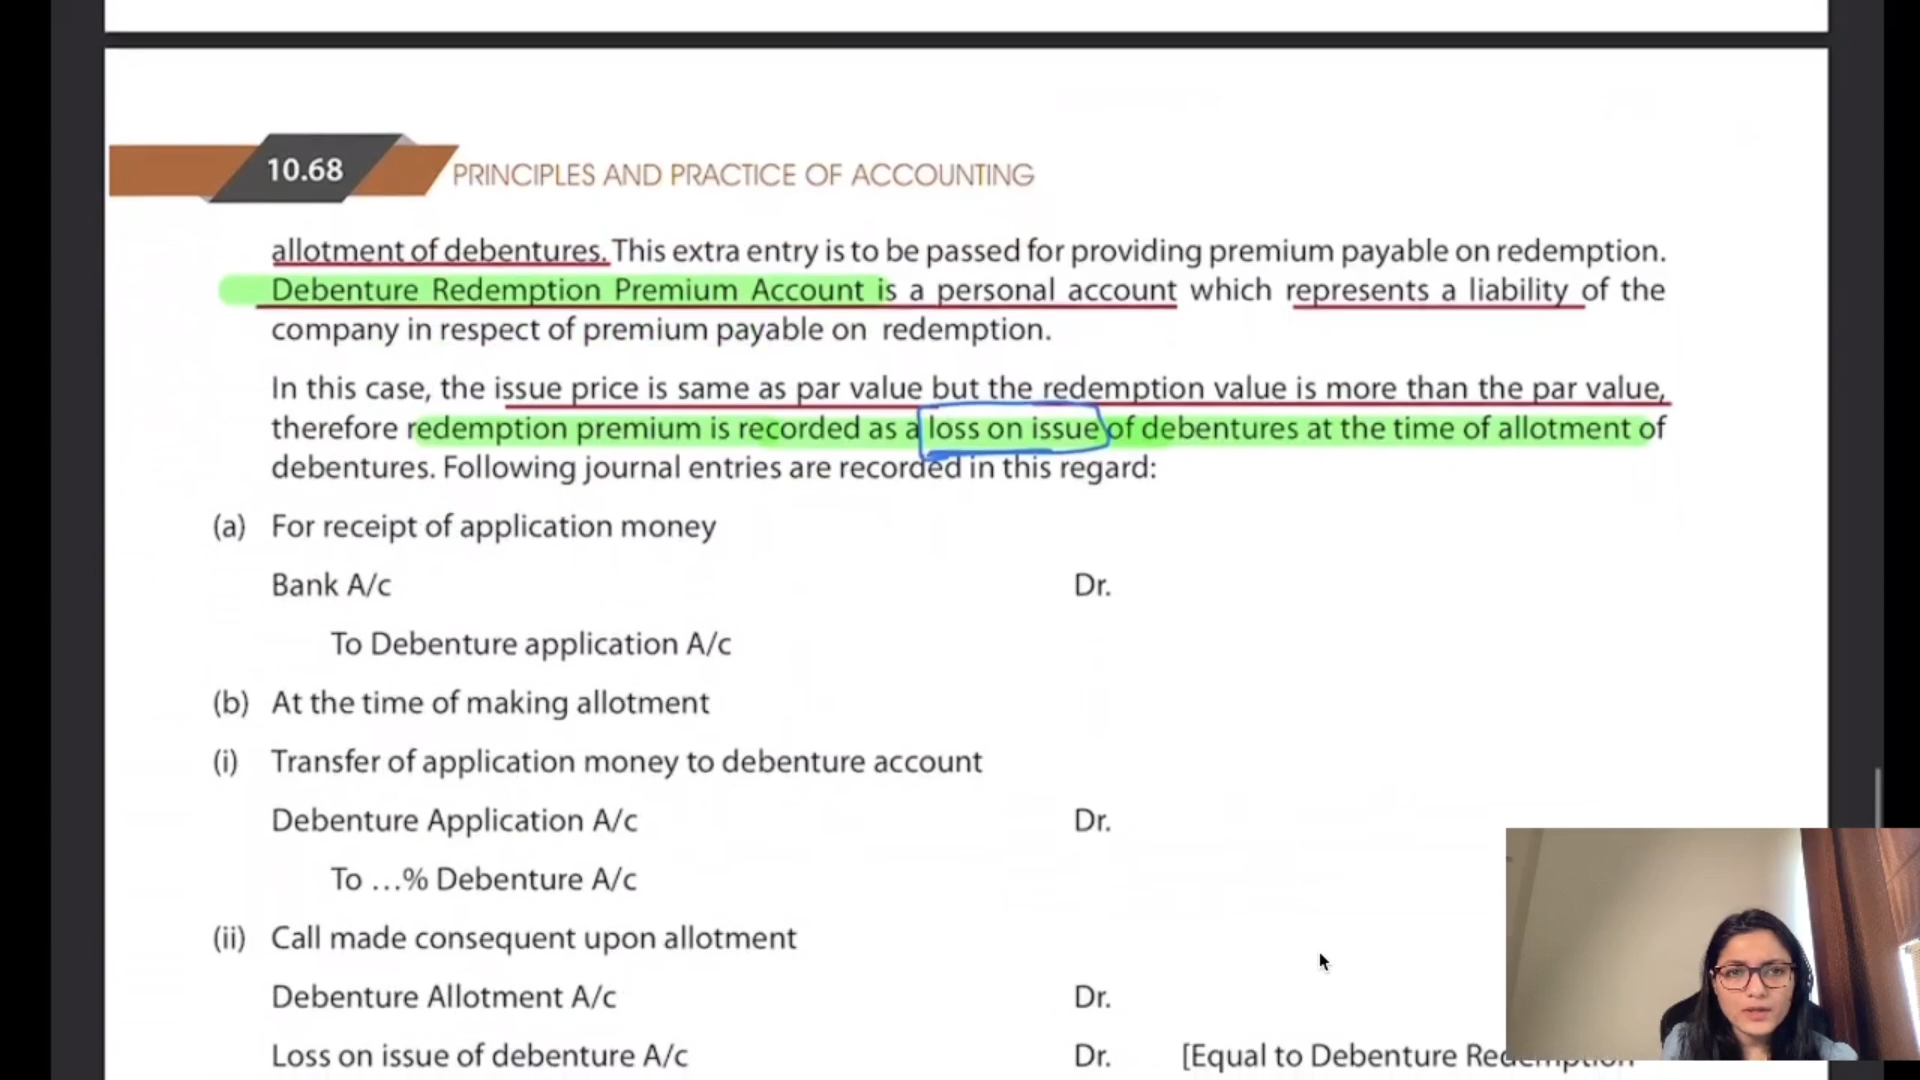 10.68 PRINCIPLES AND PRACTICE OF ACCOUNTING
allotment of debentures. This extra entry is to be passed for providing premium payable on redemption.
Debenture Redemption Premium Account is a personal account which represents a liability of the
company in respect of premium payable on redemption.
In this case, the issue price is same as par value but the redemption value is more than the par value,
therefore redemption premium is recorded as a loss on issue of debentures at the time of allotment of
debentures. Following journal entries are recorded in this regard:
(a) For receipt of application money
Bank A/c Dr.
To Debenture application A/c
(b) At the time of making allotment
(i) Transfer of application money to debenture account
Debenture Application A/c Dr.
To ...% Debenture A/c
(ii) Call made consequent upon allotment
Debenture Allotment A/c Dr.
Loss on issue of debenture A/c Dr. [Equal to Debenture Redemption